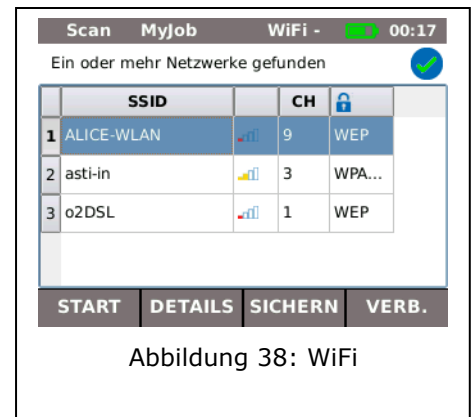 Scan MyJob WiFi - 00:17
Ein oder mehr Netzwerke gefunden
SSID CH
1 ALICE-WLAN 9 WEP
2 asti-in 3 WPA...
3 o2DSL 1 WEP
START DETAILS SICHERN VERB.
Abbildung 38: WiFi